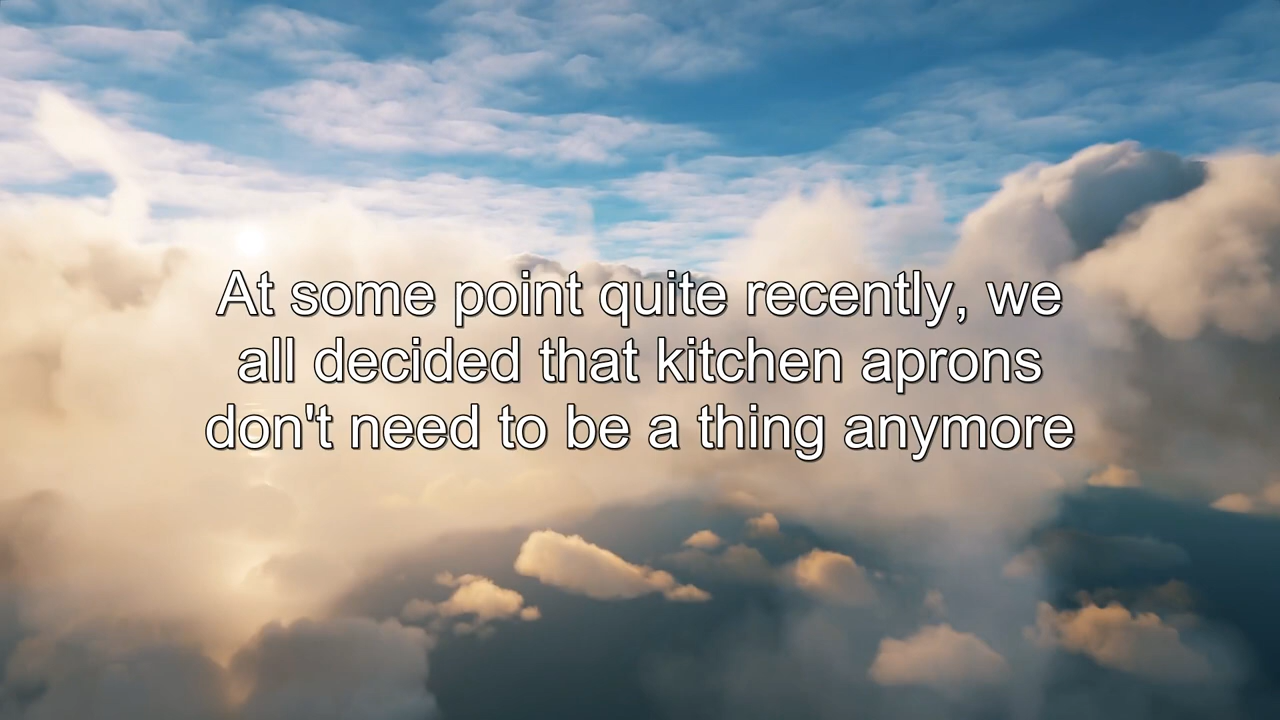 At some point quite recently, we
all decided that kitchen aprons
don't need to be a thing anymore